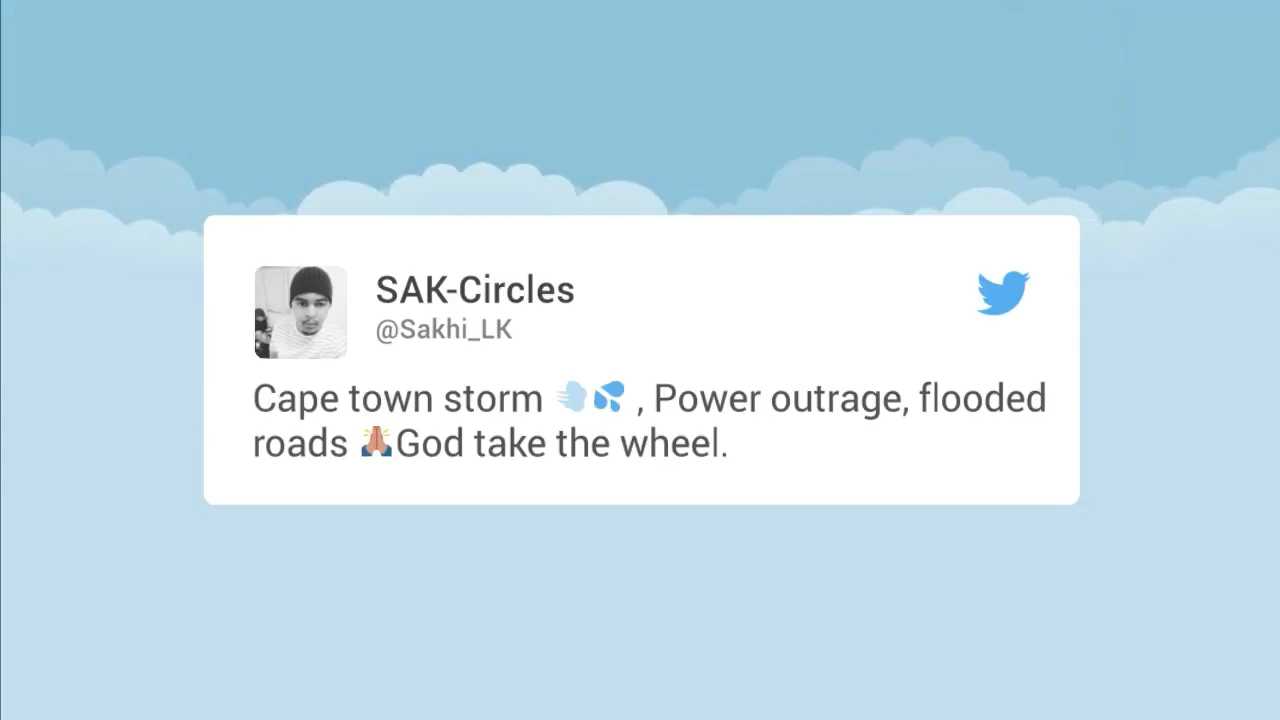 SAK-Circles
@Sakhi_LK
Cape town storm 💨💦 , Power outrage, flooded
roads 🙏God take the wheel.